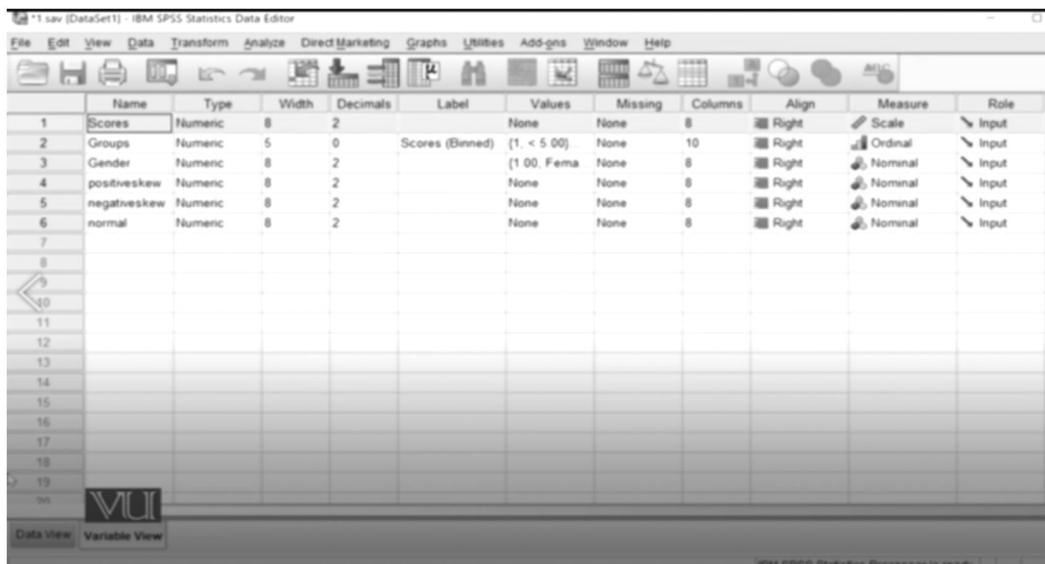 *1.sav [DataSet1] - IBM SPSS Statistics Data Editor
File Edit View Data Transform Analyze Direct Marketing Graphs Utilities Add-ons Window Help
Name Type Width Decimals Label Values Missing Columns Align Measure Role
1 Scores Numeric 8 2 None None 8 Right Scale Input
2 Groups Numeric 5 0 Scores (Binned) {1, < 5.00}... None 10 Right Ordinal Input
3 Gender Numeric 8 2 {1.00, Fema... None 8 Right Nominal Input
4 positiveskew Numeric 8 2 None None 8 Right Nominal Input
5 negativeskew Numeric 8 2 None None 8 Right Nominal Input
6 normal Numeric 8 2 None None 8 Right Nominal Input
7
8
9
10
11
12
13
14
15
16
17
18
19
20
VU
Data View Variable View